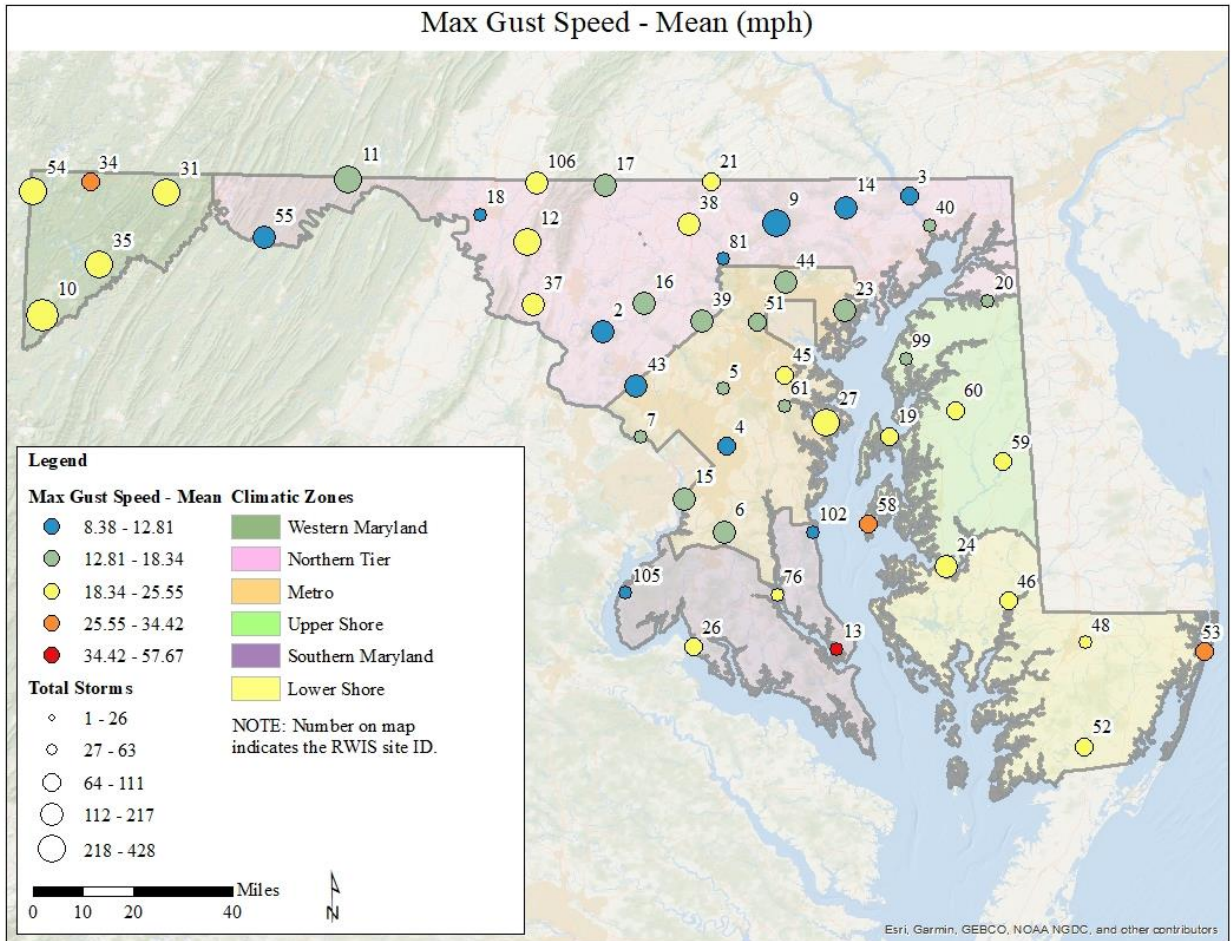 Max Gust Speed - Mean (mph)
54
34
31
11
106
17
21
18
55
12
38
9
14
3
40
35
10
81
37
16
44
20
2
39
51
23
99
43
5
45
61
60
7
27
19
59
4
15
6
102
58
24
105
76
46
26
13
48
53
52
Legend
Max Gust Speed - Mean Climatic Zones
8.38 - 12.81 Western Maryland
12.81 - 18.34 Northern Tier
18.34 - 25.55 Metro
25.55 - 34.42 Upper Shore
34.42 - 57.67 Southern Maryland
Total Storms Lower Shore
1 - 26
NOTE: Number on map
27 - 63
indicates the RWIS site ID.
64 - 111
112 - 217
218 - 428
Miles
0 10 20 40
N
Esri, Garmin, GEBCO, NOAA NGDC, and other contributors